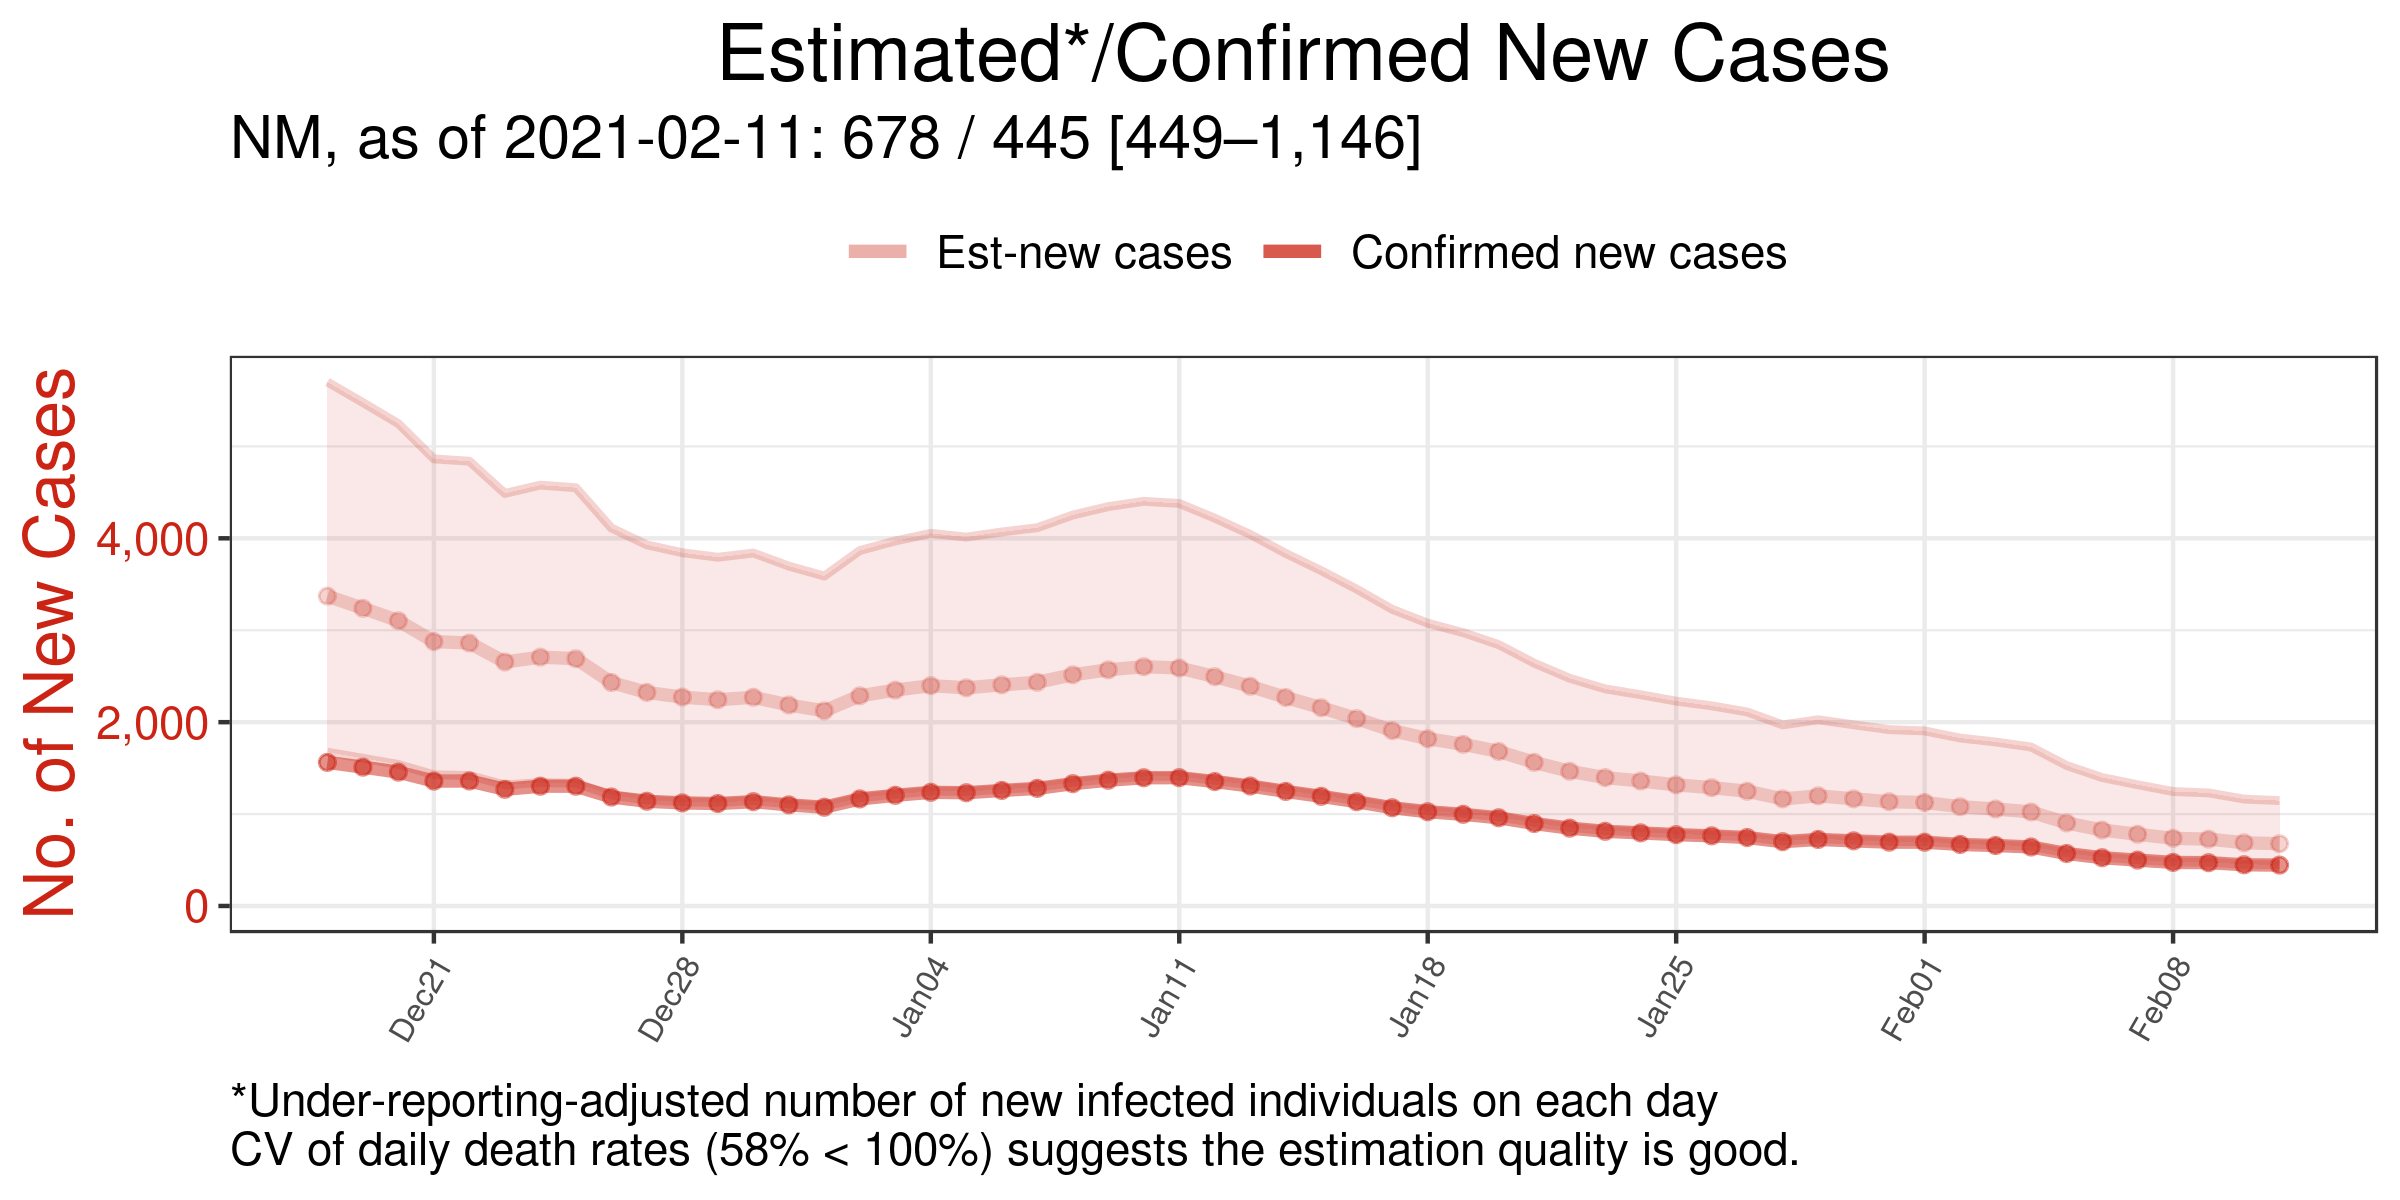 Estimated*/Confirmed New Cases
NM, as of 2021-02-11: 678 / 445 [449–1,146]
Est-new cases
Confirmed new cases
No. of New Cases
4,000
2,000
0
Dec21
Dec28
Jan04
Jan11
Jan18
Jan25
Feb01
Feb08
*Under-reporting-adjusted number of new infected individuals on each day
CV of daily death rates (58% < 100%) suggests the estimation quality is good.